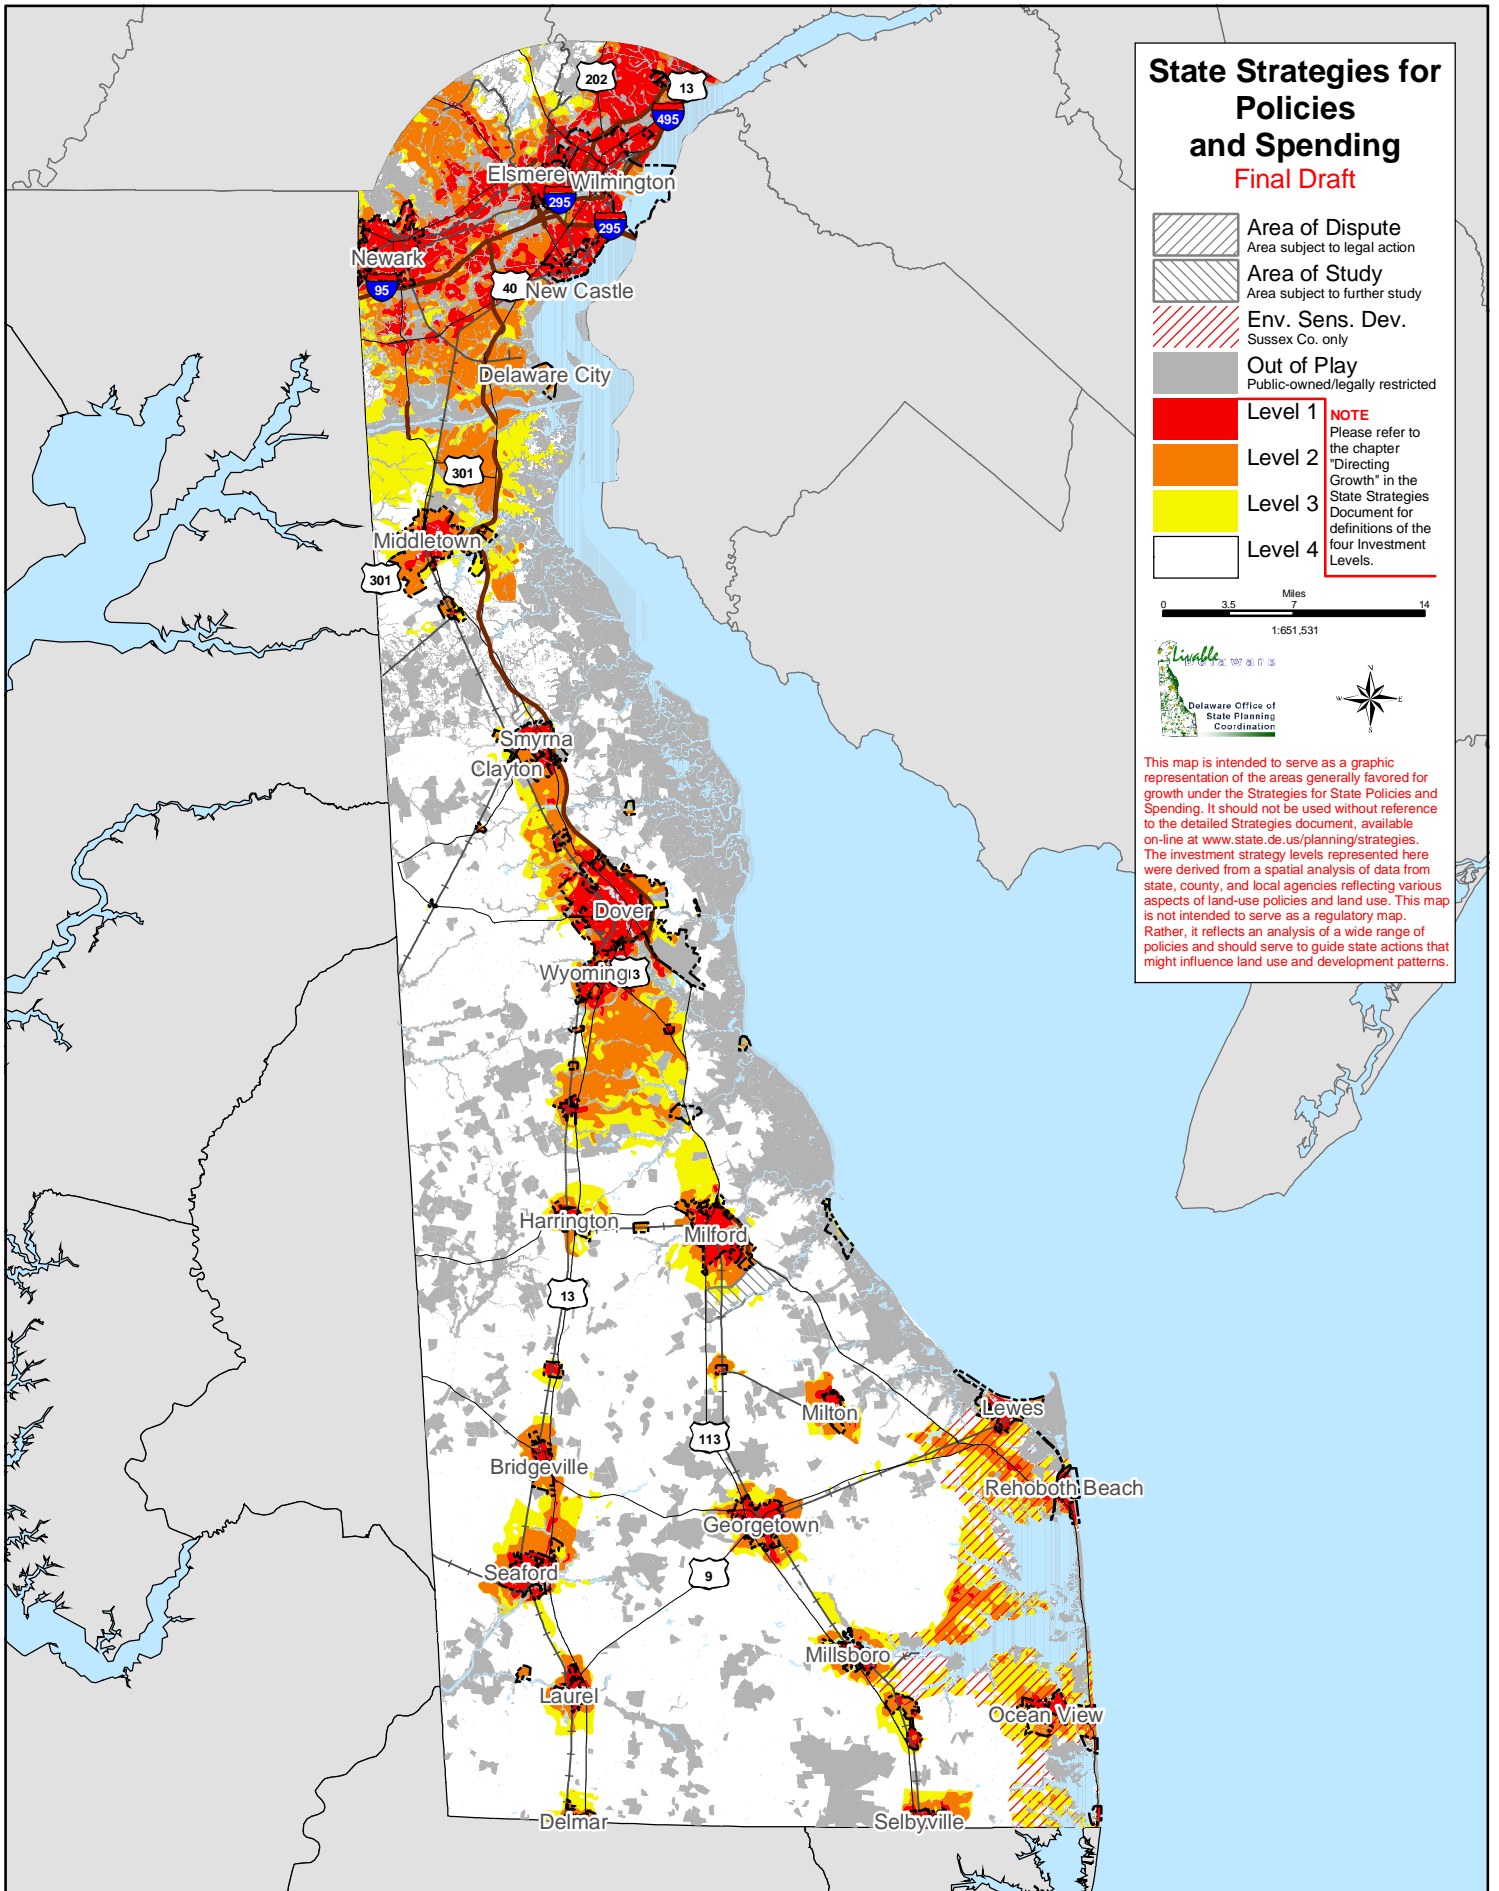 State Strategies for
Policies
and Spending
Final Draft
Area of Dispute
Area subject to legal action
Area of Study
Area subject to further study
Env. Sens. Dev.
Sussex Co. only
Out of Play
Public-owned/legally restricted
Level 1
Level 2
Level 3
Level 4
NOTE
Please refer to
the chapter
"Directing
Growth" in the
State Strategies
Document for
definitions of the
four Investment
Levels.
Miles
0 3.5 7 14
1:651,531
Livable
Delaware
Delaware Office of
State Planning
Coordination
N
W E
S
This map is intended to serve as a graphic
representation of the areas generally favored for
growth under the Strategies for State Policies and
Spending. It should not be used without reference
to the detailed Strategies document, available
on-line at www.state.de.us/planning/strategies.
The investment strategy levels represented here
were derived from a spatial analysis of data from
state, county, and local agencies reflecting various
aspects of land-use policies and land use. This map
is not intended to serve as a regulatory map.
Rather, it reflects an analysis of a wide range of
policies and should serve to guide state actions that
might influence land use and development patterns.
202
13
495
Elsmere
Wilmington
295
295
Newark
95
40
New Castle
Delaware City
301
Middletown
301
Smyrna
Clayton
Dover
Wyoming
13
Harrington
Milford
13
Milton
Lewes
113
Bridgeville
Rehoboth Beach
Georgetown
Seaford
9
Millsboro
Laurel
Ocean View
Delmar
Selbyville